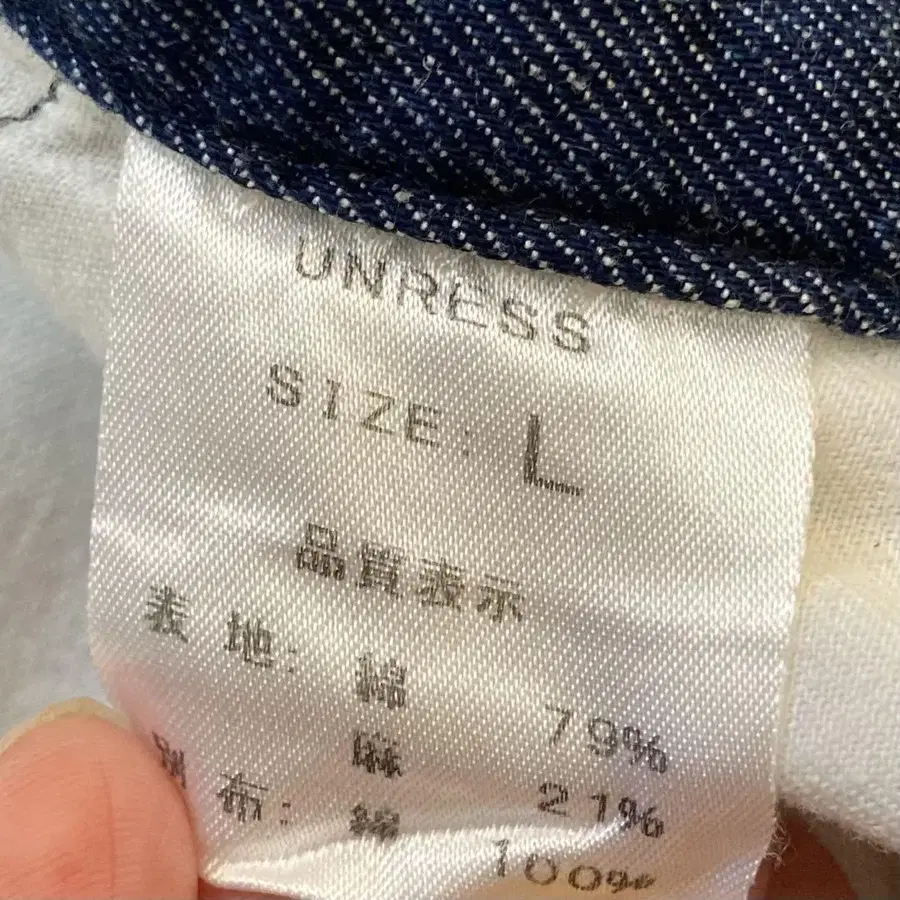 UNRESS
SIZE: L
品質表示
表 地: 綿 79%
麻 21%
別 布: 綿 100%